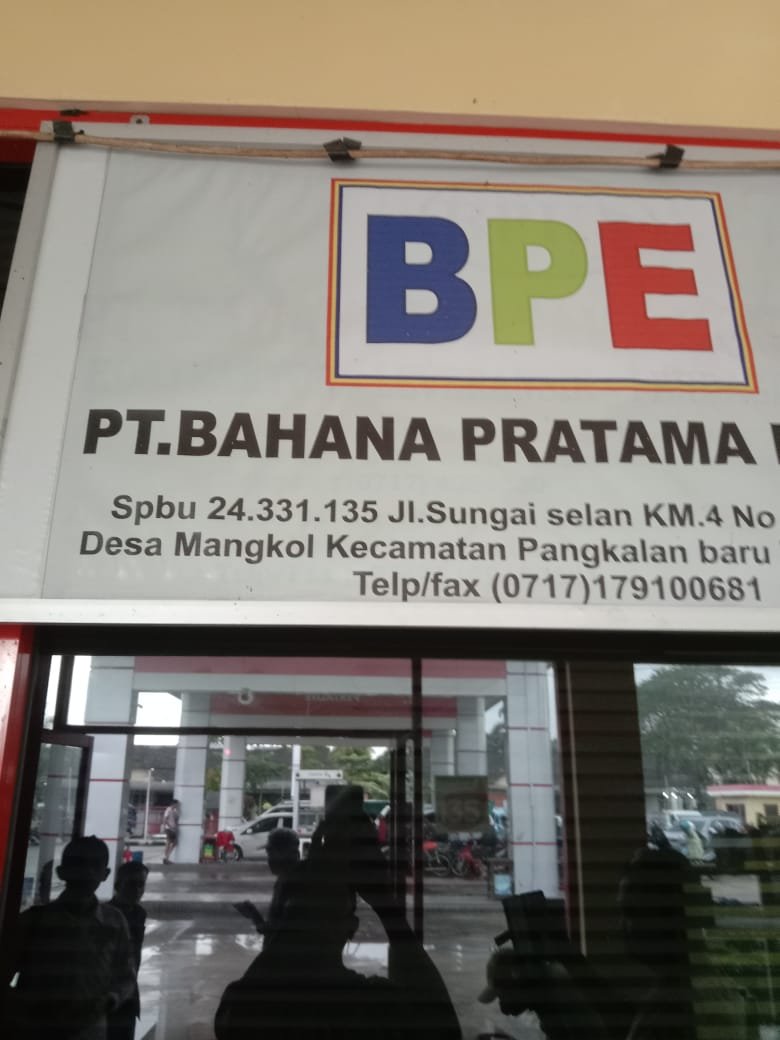 BPE
PT.BAHANA PRATAMA
Spbu 24.331.135 Jl.Sungai selan KM.4 No
Desa Mangkol Kecamatan Pangkalan baru
Telp/fax (0717)179100681